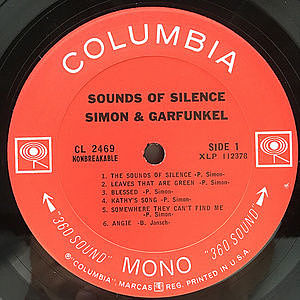 COLUMBIA
SOUNDS OF SILENCE
SIMON & GARFUNKEL
CL 2469 SIDE 1
NONBREAKABLE XLP 112378
1. THE SOUNDS OF SILENCE -P. Simon-
2. LEAVES THAT ARE GREEN -P. Simon-
3. BLESSED -P. Simon-
4. KATHY'S SONG -P. Simon-
5. SOMEWHERE THEY CAN'T FIND ME
-P. Simon-
6. ANGIE -B. Jansch-
"360 SOUND" MONO "360 SOUND"
® "COLUMBIA" MARCAS REG. PRINTED IN U.S.A.